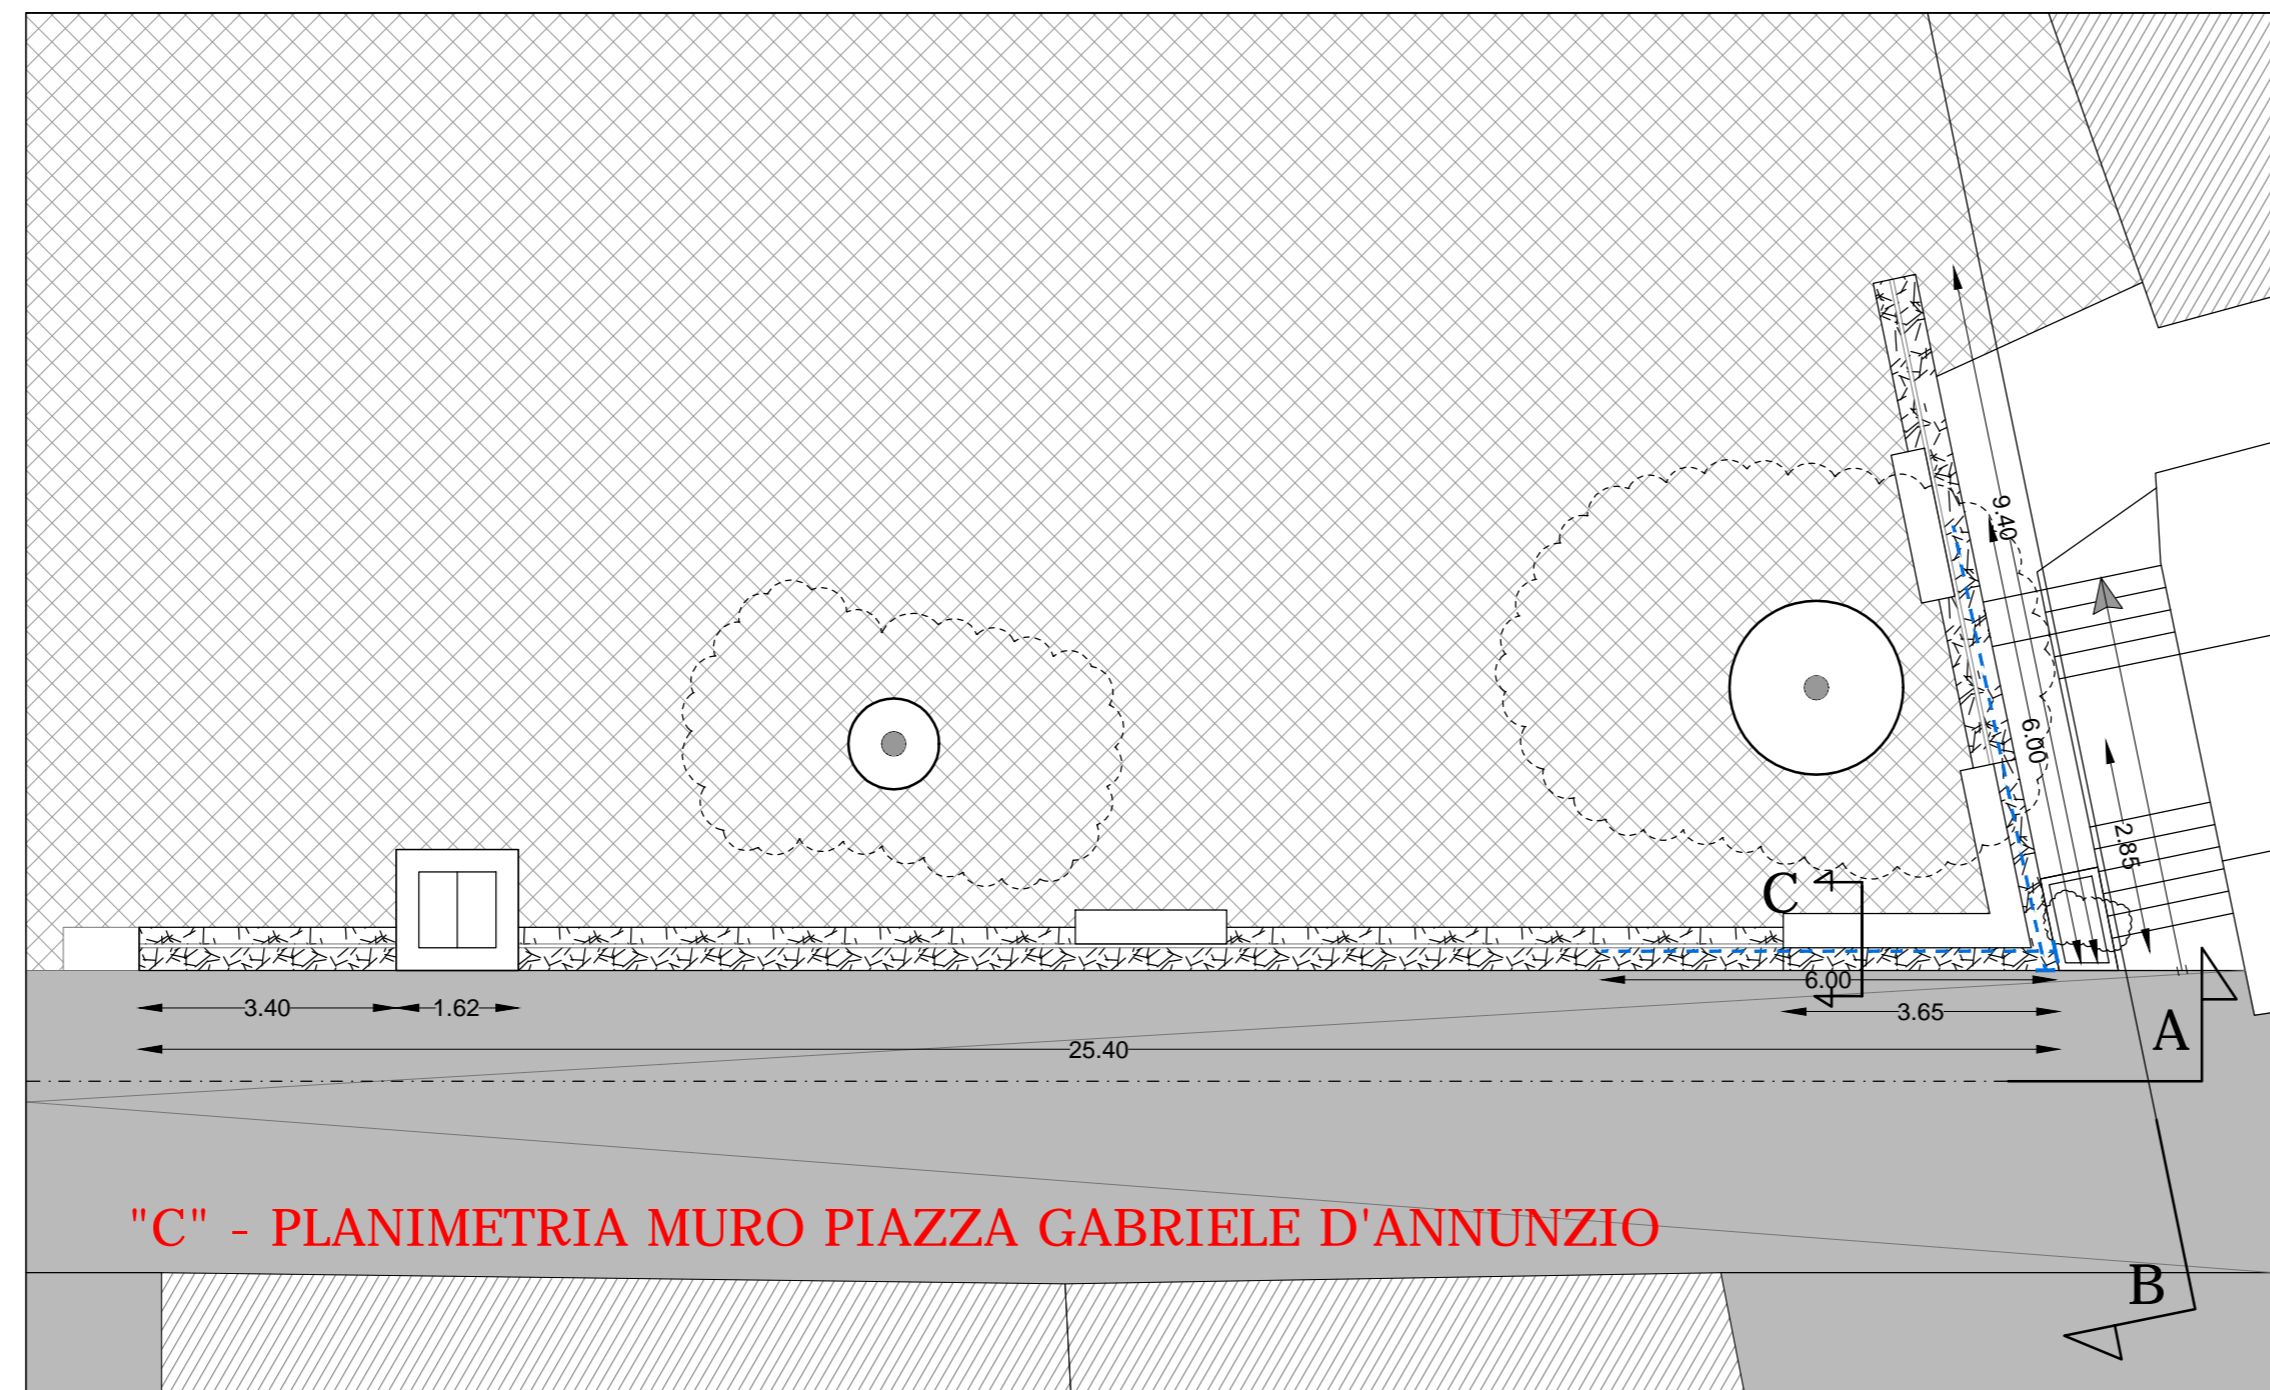 9.40
6.00
2.85
C
6.00
3.40
1.62
3.65
25.40
A
"C" - PLANIMETRIA MURO PIAZZA GABRIELE D'ANNUNZIO
B